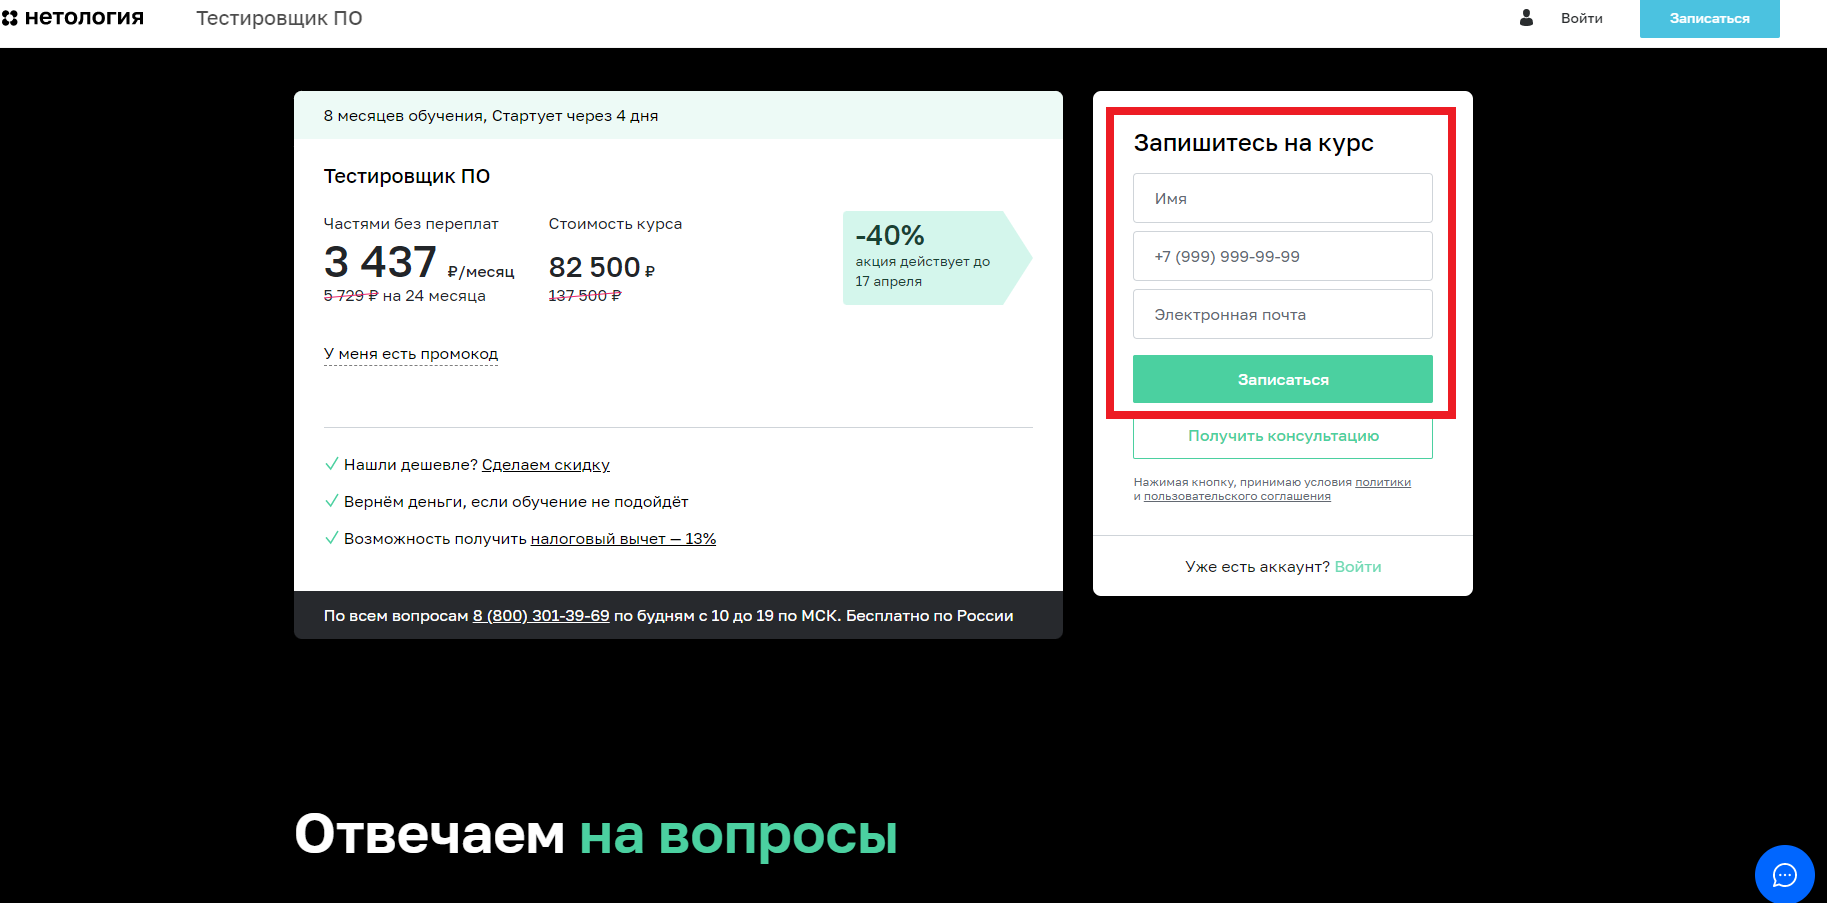 нетология
Тестировщик ПО
Войти
Записаться
8 месяцев обучения, Стартует через 4 дня
Тестировщик ПО
Частями без переплат
3 437 ₽/месяц
5 729 ₽ на 24 месяца
Стоимость курса
82 500 ₽
137 500 ₽
-40%
акция действует до
17 апреля
У меня есть промокод
Нашли дешевле? Сделаем скидку
Вернём деньги, если обучение не подойдёт
Возможность получить налоговый вычет — 13%
По всем вопросам 8 (800) 301-39-69 по будням с 10 до 19 по МСК. Бесплатно по России
Запишитесь на курс
Имя
+7 (999) 999-99-99
Электронная почта
Записаться
Получить консультацию
Нажимая кнопку, принимаю условия политики
и пользовательского соглашения
Уже есть аккаунт? Войти
Отвечаем на вопросы